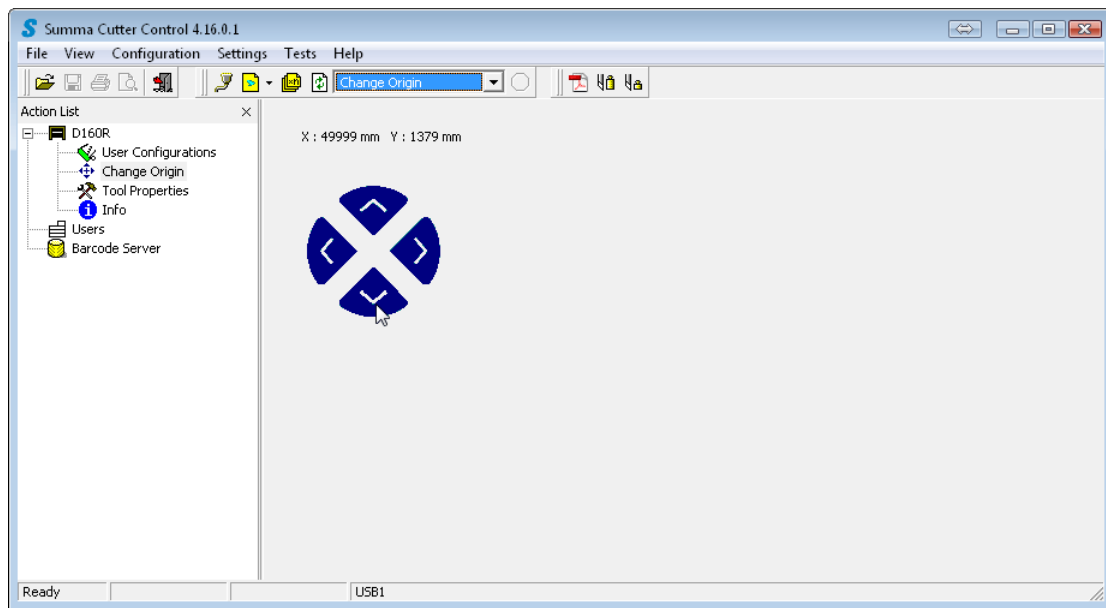 Summa Cutter Control 4.16.0.1
File View Configuration Settings Tests Help
Change Origin
Action List
X : 49999 mm Y : 1379 mm
D160R
User Configurations
Change Origin
Tool Properties
Info
Users
Barcode Server
Ready USB1